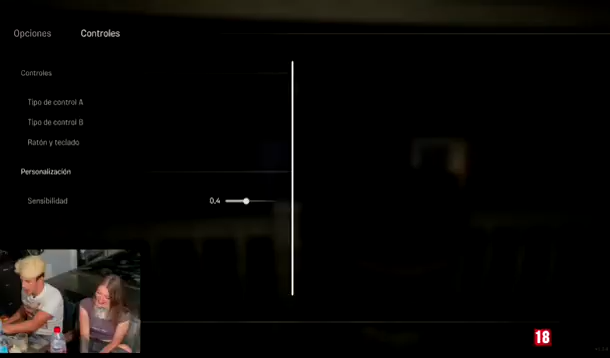 Opciones Controles
Controles
Tipo de control A
Tipo de control B
Ratón y teclado
Personalización
Sensibilidad 0,4
18